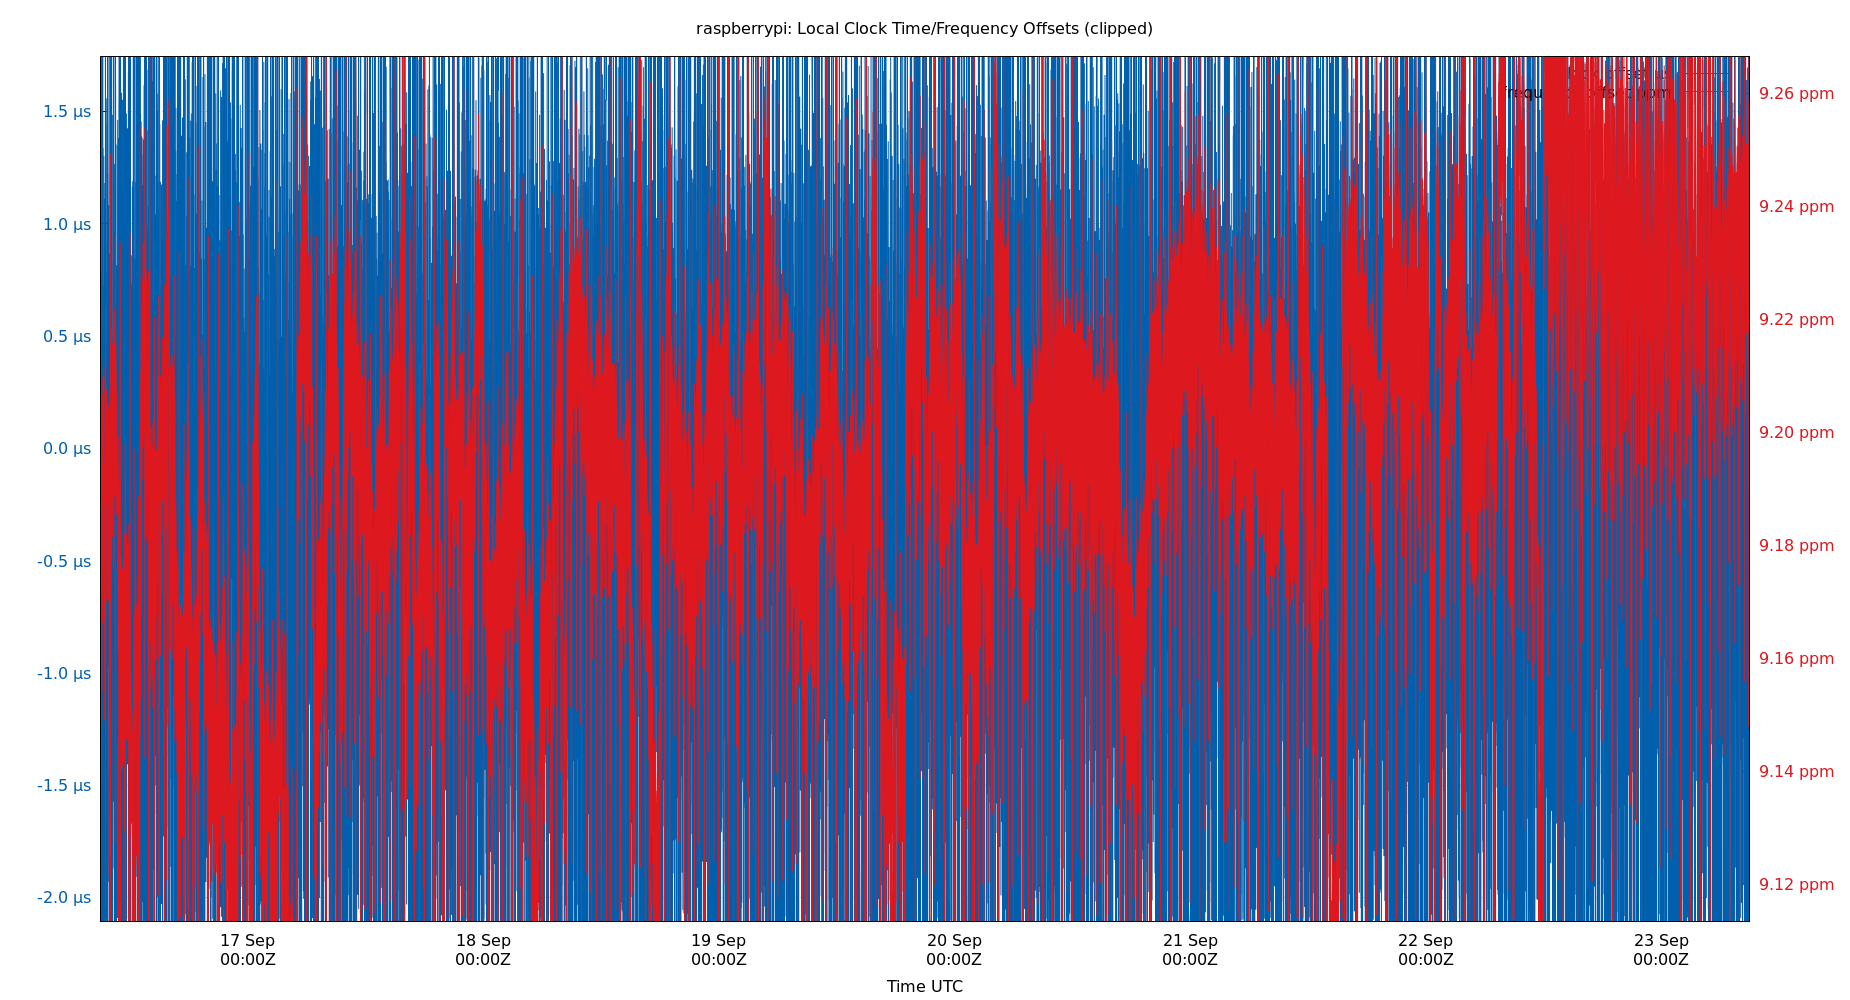 raspberrypi: Local Clock Time/Frequency Offsets (clipped)
1.5 μs
1.0 μs
0.5 μs
0.0 μs
-0.5 μs
-1.0 μs
-1.5 μs
-2.0 μs
offset
offset ppm
9.26 ppm
9.24 ppm
9.22 ppm
9.20 ppm
9.18 ppm
9.16 ppm
9.14 ppm
9.12 ppm
17 Sep
00:00Z
18 Sep
00:00Z
19 Sep
00:00Z
20 Sep
00:00Z
21 Sep
00:00Z
22 Sep
00:00Z
23 Sep
00:00Z
Time UTC